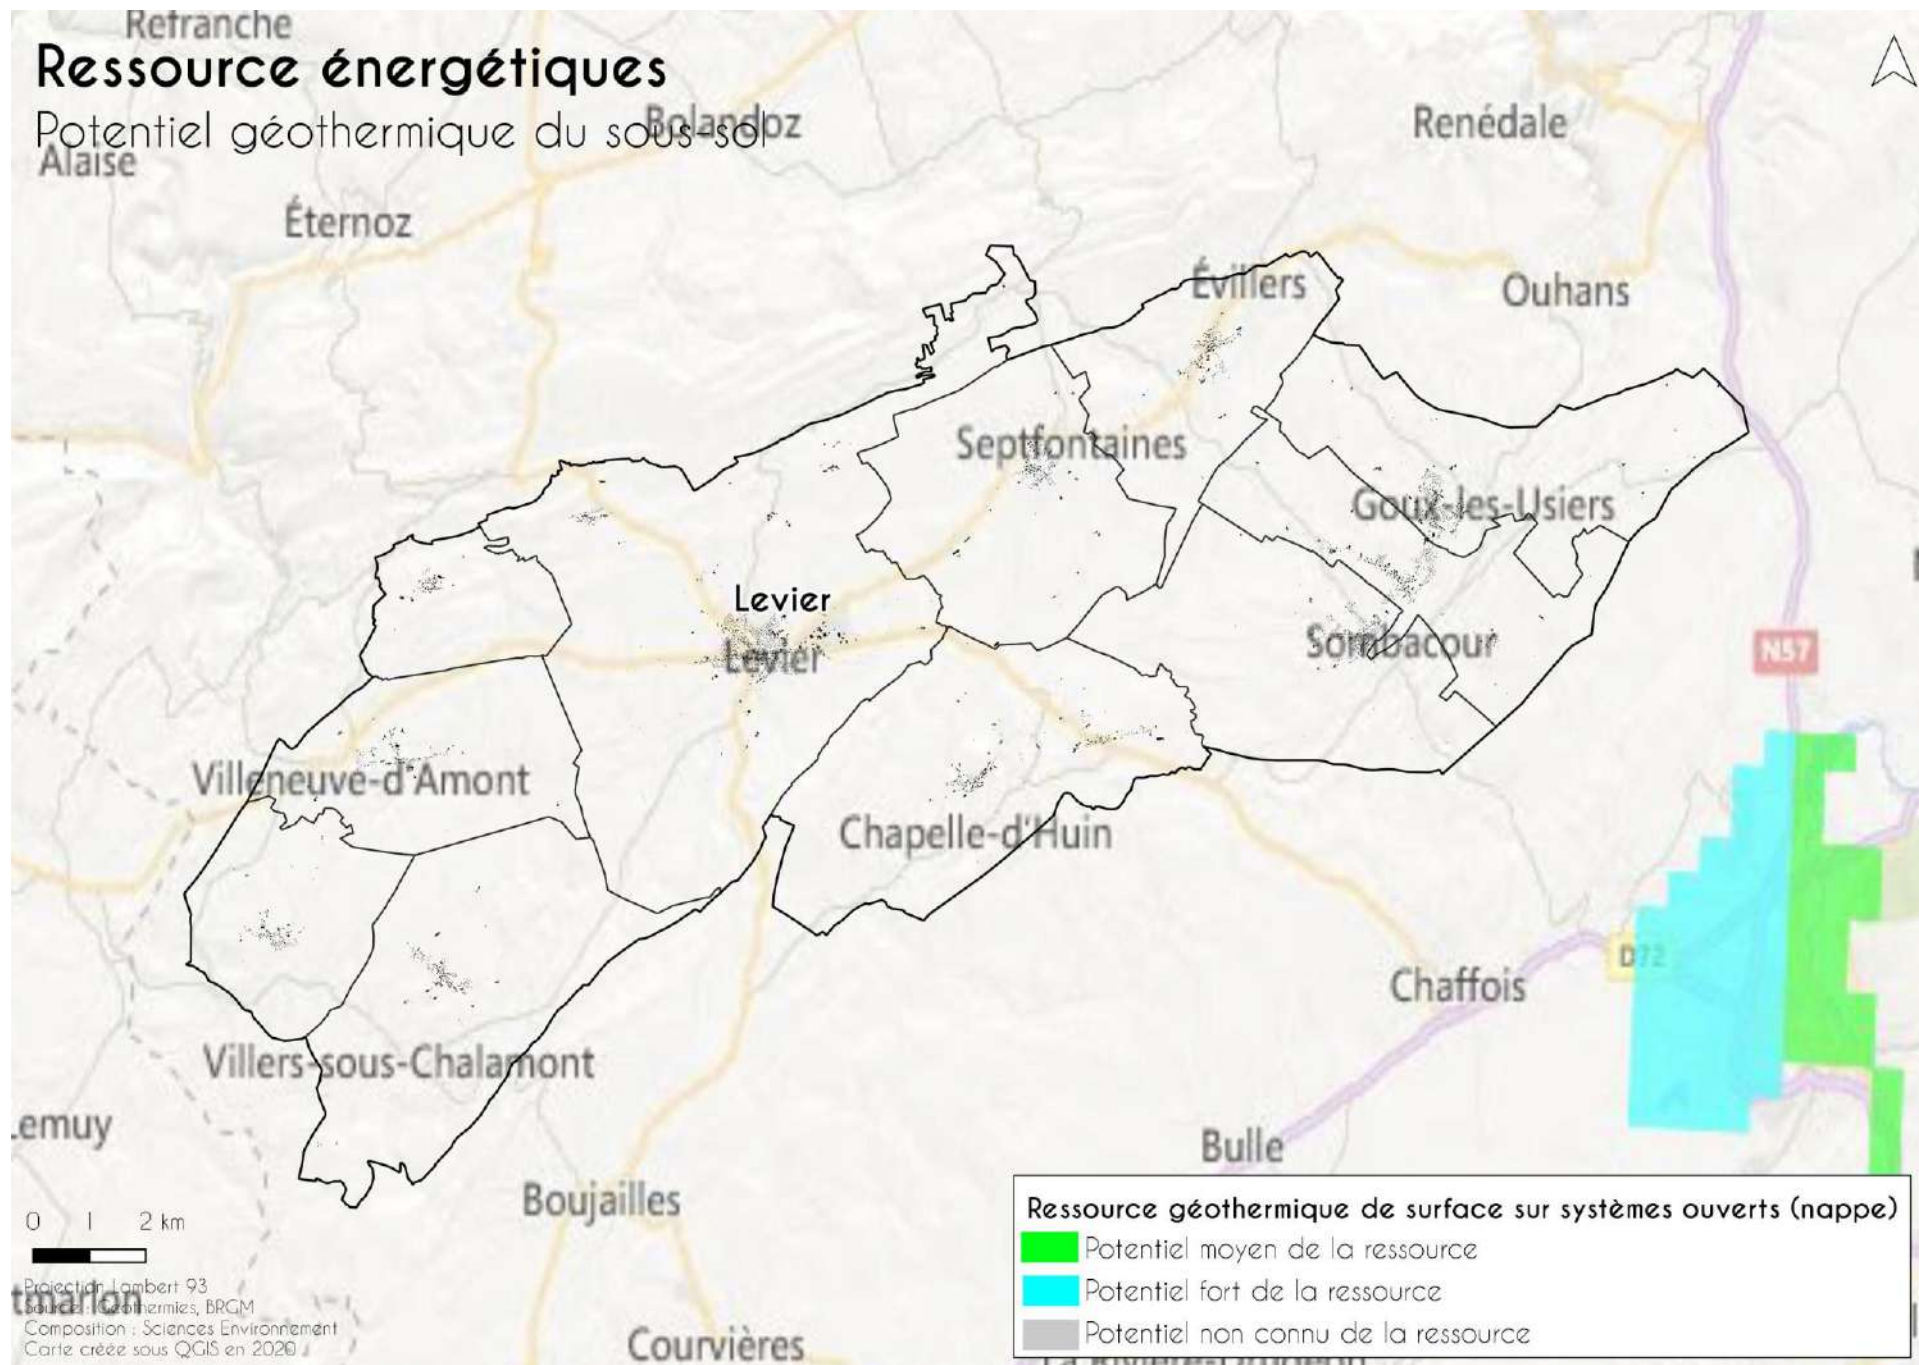 Refranche
Ressource énergétiques
Potentiel géothermique du sous-sol
Bolandoz
Renédale
Alaise
Éternoz
Évillers
Ouhans
Septfontaines
Goux-les-Usiers
Levier
Levier
Sombacour
N57
Villeneuve-d'Amont
Chapelle-d'Huin
D72
Chaffois
Villers-sous-Chalamont
Lemuy
Bulle
Boujailles
0 1 2 km
Projection Lambert 93
Source : Géothermies, BRGM
Composition : Sciences Environnement
Carte créée sous QGIS en 2020
Courvières
Ressource géothermique de surface sur systèmes ouverts (nappe)
Potentiel moyen de la ressource
Potentiel fort de la ressource
Potentiel non connu de la ressource